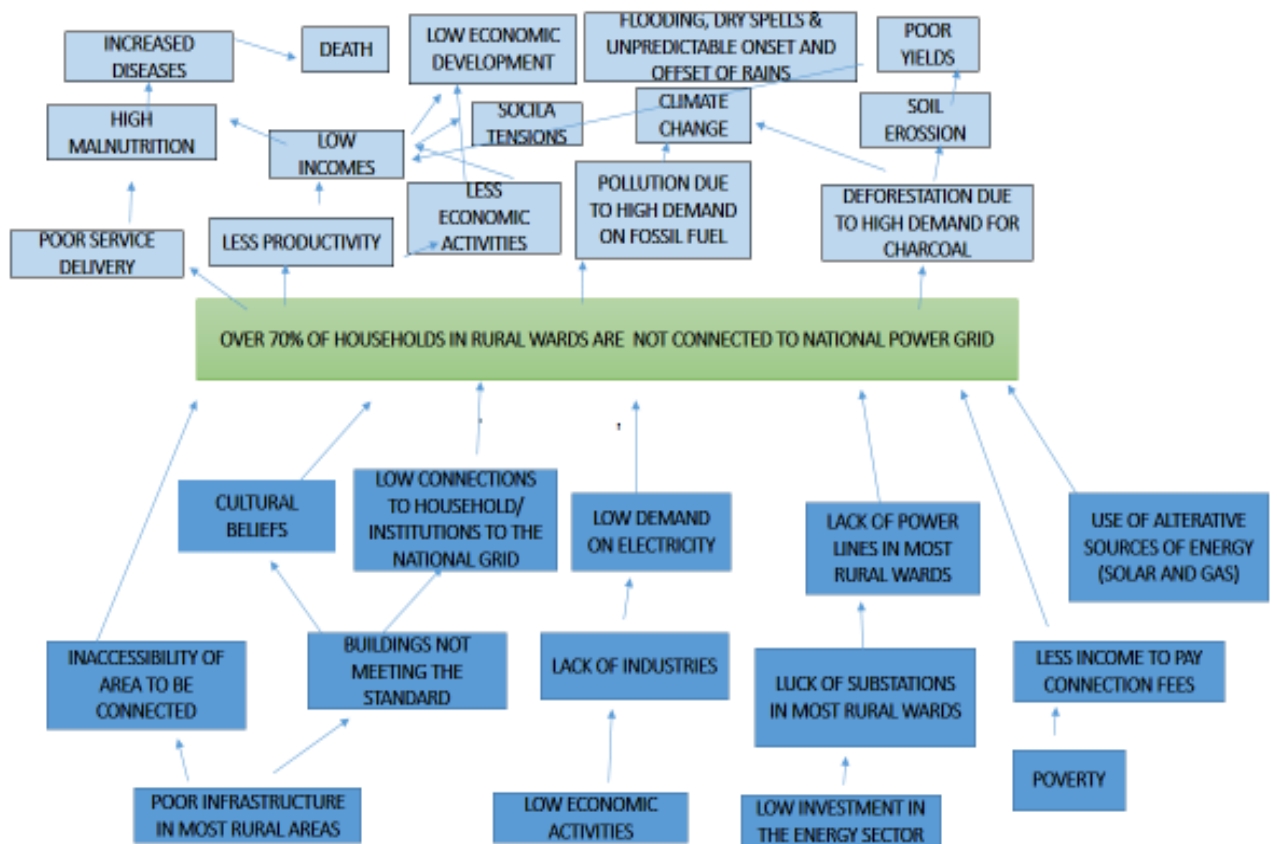 INCREASED
DISEASES
DEATH
LOW ECONOMIC
DEVELOPMENT
FLOODING, DRY SPELLS &
UNPREDICTABLE ONSET AND
OFFSET OF RAINS
POOR
YIELDS
HIGH
MALNUTRITION
LOW
INCOMES
SOCILA
TENSIONS
CLIMATE
CHANGE
SOIL
EROSSION
POOR SERVICE
DELIVERY
LESS PRODUCTIVITY
LESS
ECONOMIC
ACTIVITIES
POLLUTION DUE
TO HIGH DEMAND
ON FOSSIL FUEL
DEFORESTATION DUE
TO HIGH DEMAND FOR
CHARCOAL
OVER 70% OF HOUSEHOLDS IN RURAL WARDS ARE NOT CONNECTED TO NATIONAL POWER GRID
CULTURAL
BELIEFS
LOW CONNECTIONS
TO HOUSEHOLD/
INSTITUTIONS TO THE
NATIONAL GRID
LOW DEMAND
ON ELECTRICITY
LACK OF POWER
LINES IN MOST
RURAL WARDS
USE OF ALTERATIVE
SOURCES OF ENERGY
(SOLAR AND GAS)
INACCESSIBILITY OF
AREA TO BE
CONNECTED
BUILDINGS NOT
MEETING THE
STANDARD
LACK OF INDUSTRIES
LUCK OF SUBSTATIONS
IN MOST RURAL WARDS
LESS INCOME TO PAY
CONNECTION FEES
POOR INFRASTRUCTURE
IN MOST RURAL AREAS
LOW ECONOMIC
ACTIVITIES
LOW INVESTMENT IN
THE ENERGY SECTOR
POVERTY